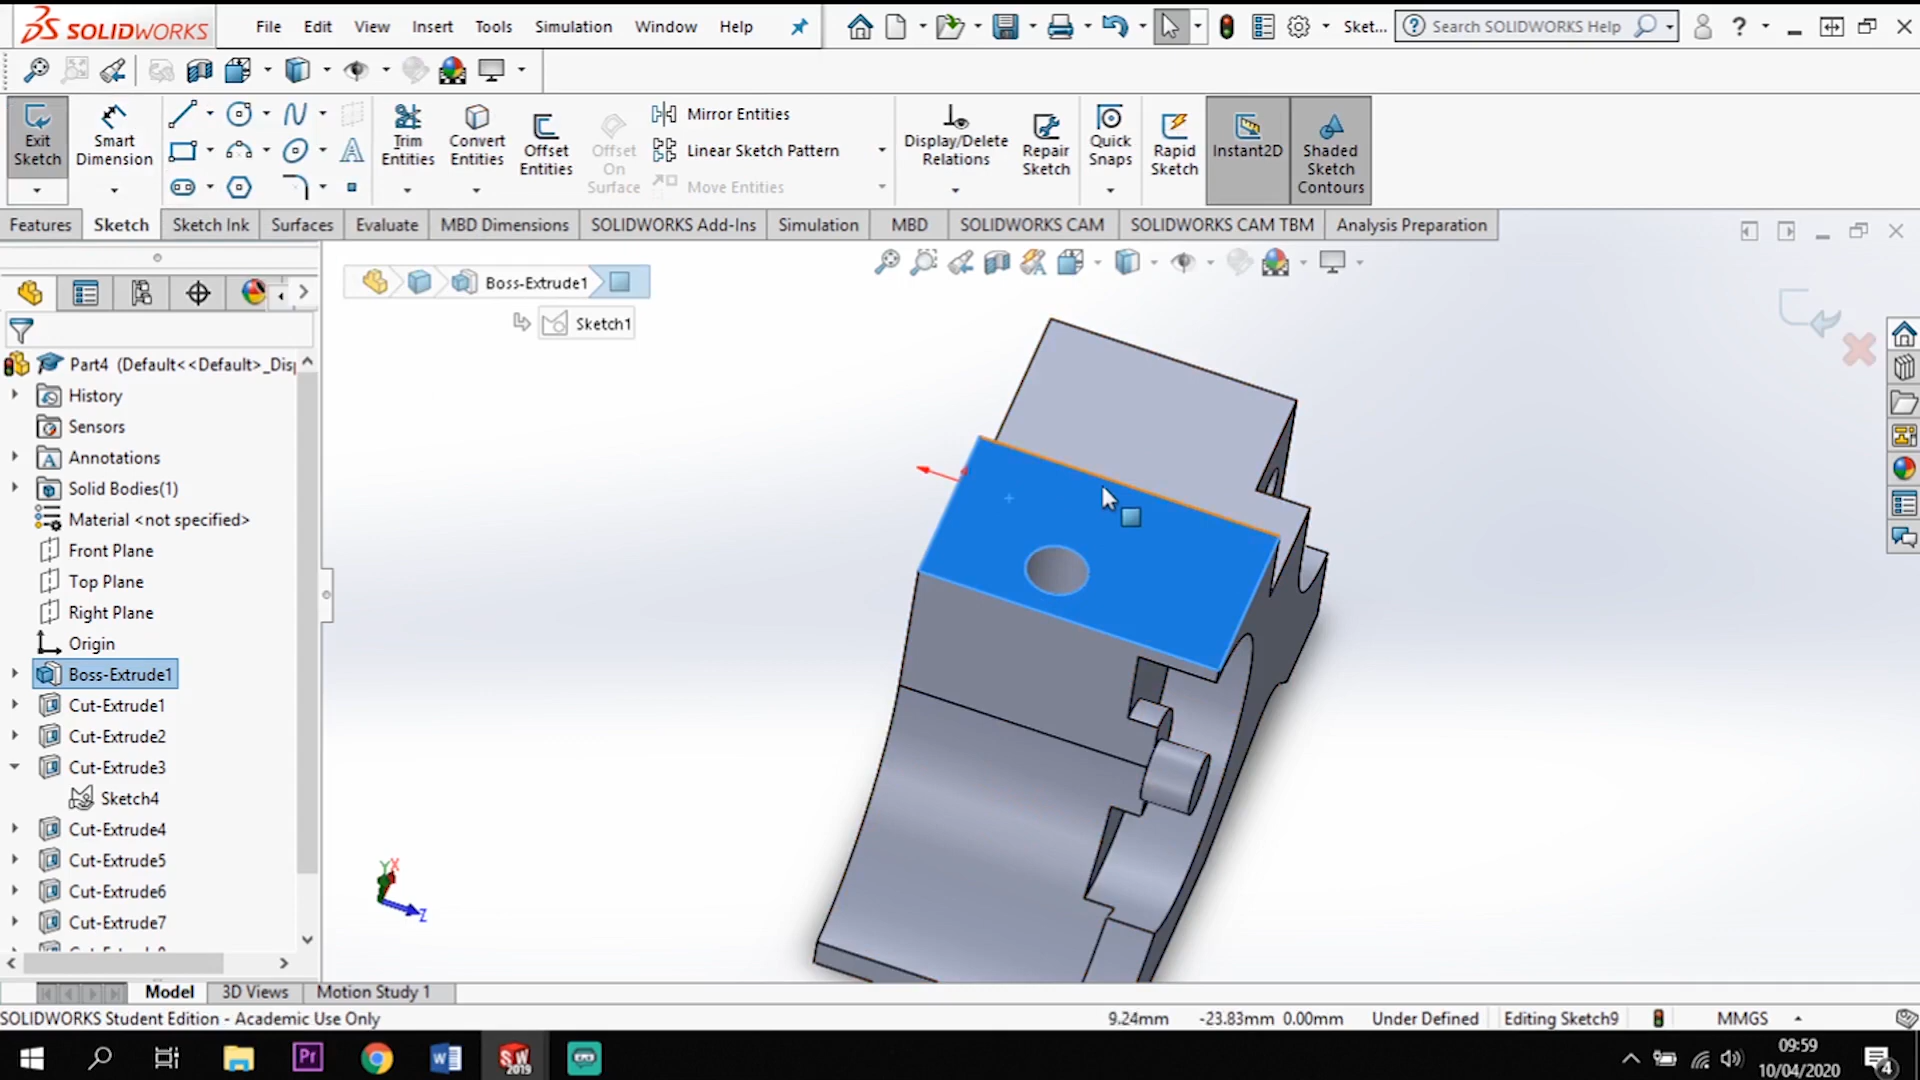 SOLIDWORKS
File Edit View Insert Tools Simulation Window Help
Sket...
Search SOLIDWORKS Help
Exit Sketch
Smart Dimension
Trim Entities
Convert Entities
Offset Entities
Offset On Surface
Mirror Entities
Linear Sketch Pattern
Move Entities
Display/Delete Relations
Repair Sketch
Quick Snaps
Rapid Sketch
Instant2D
Shaded Sketch Contours
Features Sketch Sketch Ink Surfaces Evaluate MBD Dimensions SOLIDWORKS Add-Ins Simulation MBD SOLIDWORKS CAM SOLIDWORKS CAM TBM Analysis Preparation
Boss-Extrude1
Sketch1
Part4 (Default<<Default>_Disp
History
Sensors
Annotations
Solid Bodies(1)
Material <not specified>
Front Plane
Top Plane
Right Plane
Origin
Boss-Extrude1
Cut-Extrude1
Cut-Extrude2
Cut-Extrude3
Sketch4
Cut-Extrude4
Cut-Extrude5
Cut-Extrude6
Cut-Extrude7
Y X
Z
Model 3D Views Motion Study 1
SOLIDWORKS Student Edition - Academic Use Only 9.24mm -23.83mm 0.00mm Under Defined Editing Sketch9 MMGS
Pr
SW 2019
09:59
10/04/2020
4